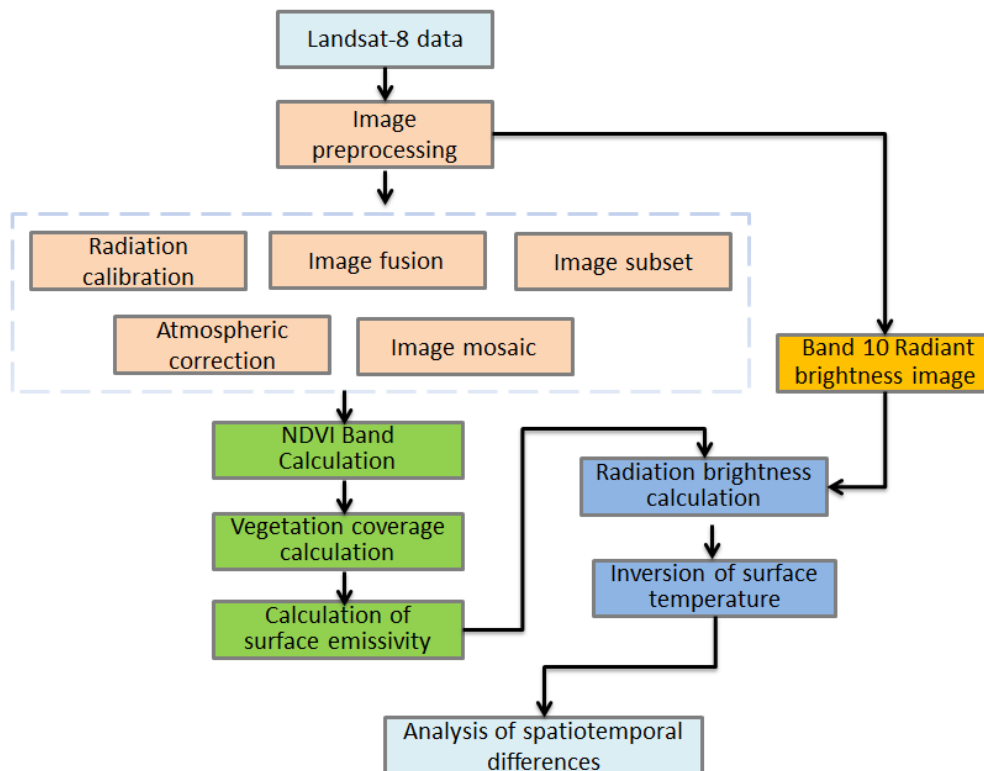 Landsat-8 data
Image
preprocessing
Radiation
calibration
Image fusion
Image subset
Atmospheric
correction
Image mosaic
Band 10 Radiant
brightness image
NDVI Band
Calculation
Radiation brightness
calculation
Vegetation coverage
calculation
Inversion of surface
temperature
Calculation of
surface emissivity
Analysis of spatiotemporal
differences